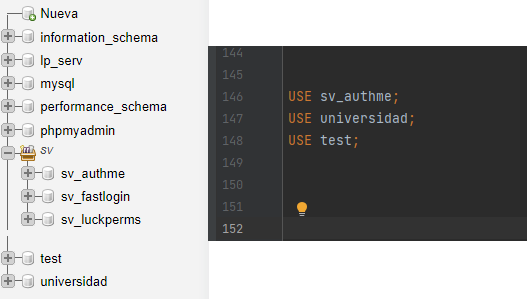 Nueva
information_schema
lp_serv
mysql
performance_schema
phpmyadmin
sv
sv_authme
sv_fastlogin
sv_luckperms
test
universidad
144
145
146 USE sv_authme;
147 USE universidad;
148 USE test;
149
150
151
152